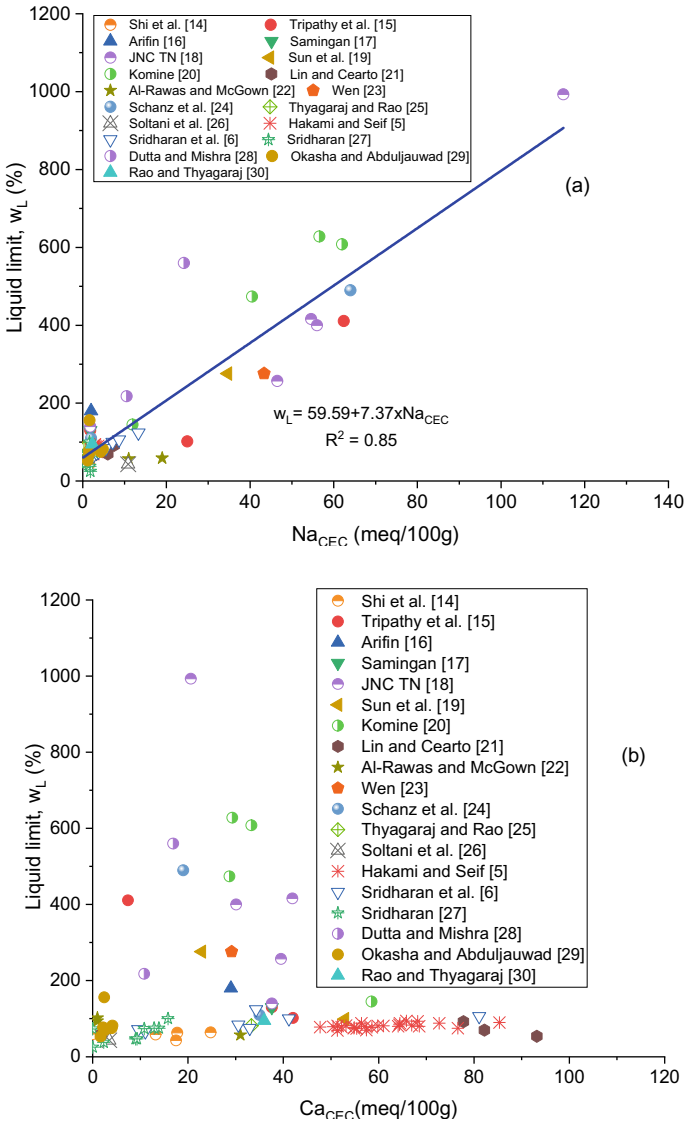 Shi et al. [14] Tripathy et al. [15]
Arifin [16] Samingan [17]
JNC TN [18] Sun et al. [19]
Komine [20] Lin and Cearto [21]
Al-Rawas and McGown [22] Wen [23]
Schanz et al. [24] Thyagaraj and Rao [25]
Soltani et al. [26] Hakami and Seif [5]
Sridharan et al. [6] Sridharan [27]
Dutta and Mishra [28] Okasha and Abduljauwad [29]
Rao and Thyagaraj [30]
1200
1000
800
600
400
200
0
Liquid limit, wL (%)
(a)
wL= 59.59+7.37xNaCEC
R2 = 0.85
0 20 40 60 80 100 120 140
NaCEC (meq/100g)
1200
1000
800
600
400
200
0
Liquid limit, wL (%)
Shi et al. [14]
Tripathy et al. [15]
Arifin [16]
Samingan [17]
JNC TN [18]
Sun et al. [19]
Komine [20]
Lin and Cearto [21]
Al-Rawas and McGown [22]
Wen [23]
Schanz et al. [24]
Thyagaraj and Rao [25]
Soltani et al. [26]
Hakami and Seif [5]
Sridharan et al. [6]
Sridharan [27]
Dutta and Mishra [28]
Okasha and Abduljauwad [29]
Rao and Thyagaraj [30]
(b)
0 20 40 60 80 100 120
CaCEC(meq/100g)